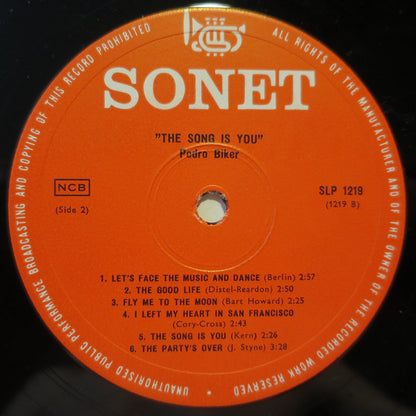 UNAUTHORISED PUBLIC PERFORMANCE BROADCASTING AND COPYING OF THIS RECORD PROHIBITED
ALL RIGHTS OF THE MANUFACTURER AND OF THE OWNER OF THE RECORDED WORK RESERVED
SONET
"THE SONG IS YOU"
Pedro Biker
NCB
SLP 1219
(Side 2)
(1219 B)
1. LET'S FACE THE MUSIC AND DANCE (Berlin) 2:57
2. THE GOOD LIFE (Distel-Reardon) 2:50
3. FLY ME TO THE MOON (Bart Howard) 2:25
4. I LEFT MY HEART IN SAN FRANCISCO
(Cory-Cross) 2:43
5. THE SONG IS YOU (Kern) 2:00
6. THE PARTY'S OVER (J. Styne) 3:28